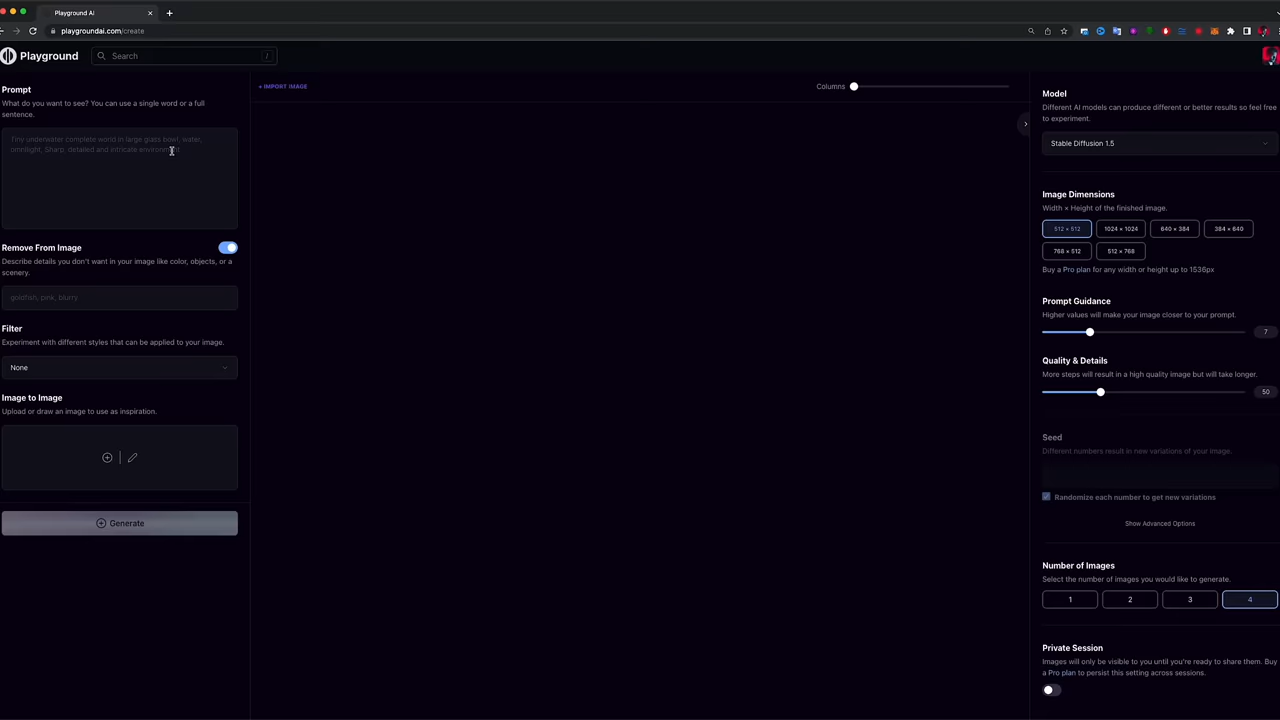 Playground AI
playgroundai.com/create
Playground
Search
/
Prompt
What do you want to see? You can use a single word or a full
sentence.
Tiny underwater complete world in large glass bowl, water,
omnilight, Sharp, detailed and intricate environment
Remove From Image
Describe details you don't want in your image like color, objects, or a
scenery.
goldfish, pink, blurry
Filter
Experiment with different styles that can be applied to your image.
None
Image to Image
Upload or draw an image to use as inspiration.
Generate
+ IMPORT IMAGE
Columns
Model
Different AI models can produce different or better results so feel free
to experiment.
Stable Diffusion 1.5
Image Dimensions
Width × Height of the finished image.
512 × 512
1024 × 1024
640 × 384
384 × 640
768 × 512
512 × 768
Buy a Pro plan for any width or height up to 1536px
Prompt Guidance
Higher values will make your image closer to your prompt.
7
Quality & Details
More steps will result in a high quality image but will take longer.
50
Seed
Different numbers result in new variations of your image.
Randomize each number to get new variations
Show Advanced Options
Number of Images
Select the number of images you would like to generate.
1
2
3
4
Private Session
Images will only be visible to you until you're ready to share them. Buy
a Pro plan to persist this setting across sessions.